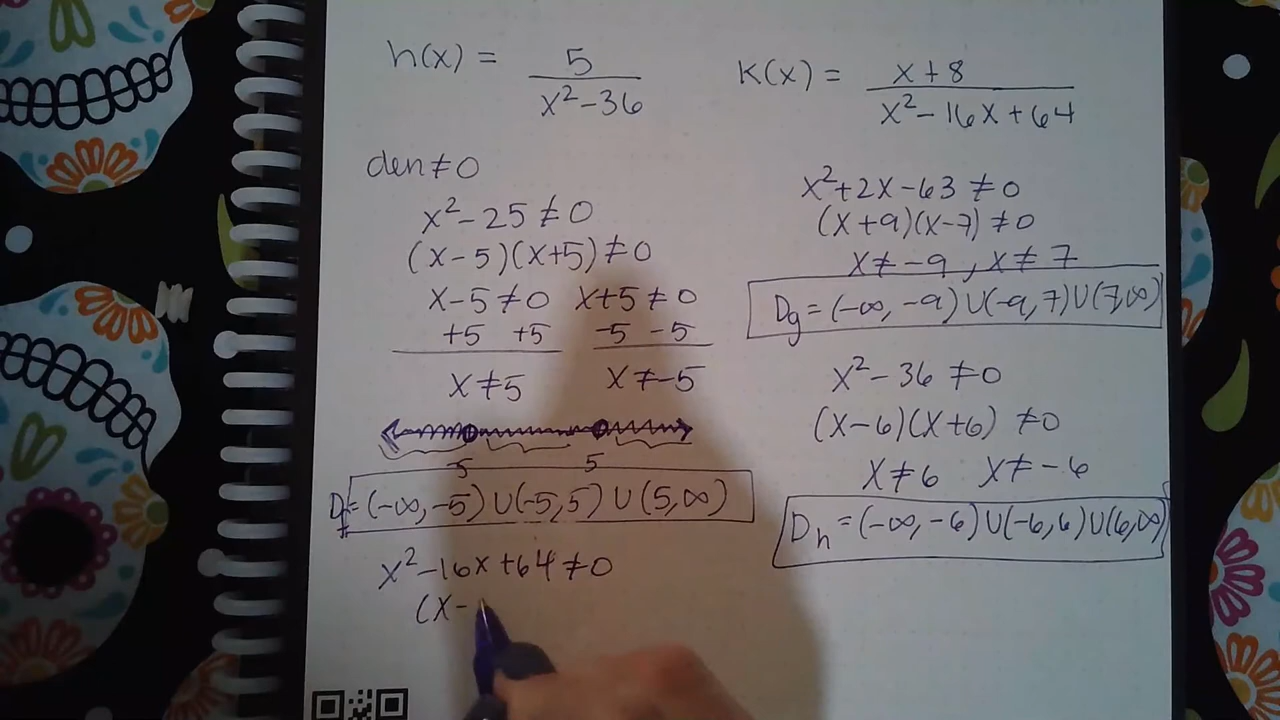 h(x) = 5 / (x² - 36)
K(x) = (x + 8) / (x² - 16x + 64)
den ≠ 0
x² - 25 ≠ 0
(x - 5)(x + 5) ≠ 0
x - 5 ≠ 0 x + 5 ≠ 0
+5 +5 -5 -5
x ≠ 5 x ≠ -5
-5 5
Df = (-∞, -5) ∪ (-5, 5) ∪ (5, ∞)
x² - 16x + 64 ≠ 0
(x -
x² + 2x - 63 ≠ 0
(x + 9)(x - 7) ≠ 0
x ≠ -9, x ≠ 7
Dg = (-∞, -9) ∪ (-9, 7) ∪ (7, ∞)
x² - 36 ≠ 0
(x - 6)(x + 6) ≠ 0
x ≠ 6 x ≠ -6
Dh = (-∞, -6) ∪ (-6, 6) ∪ (6, ∞)